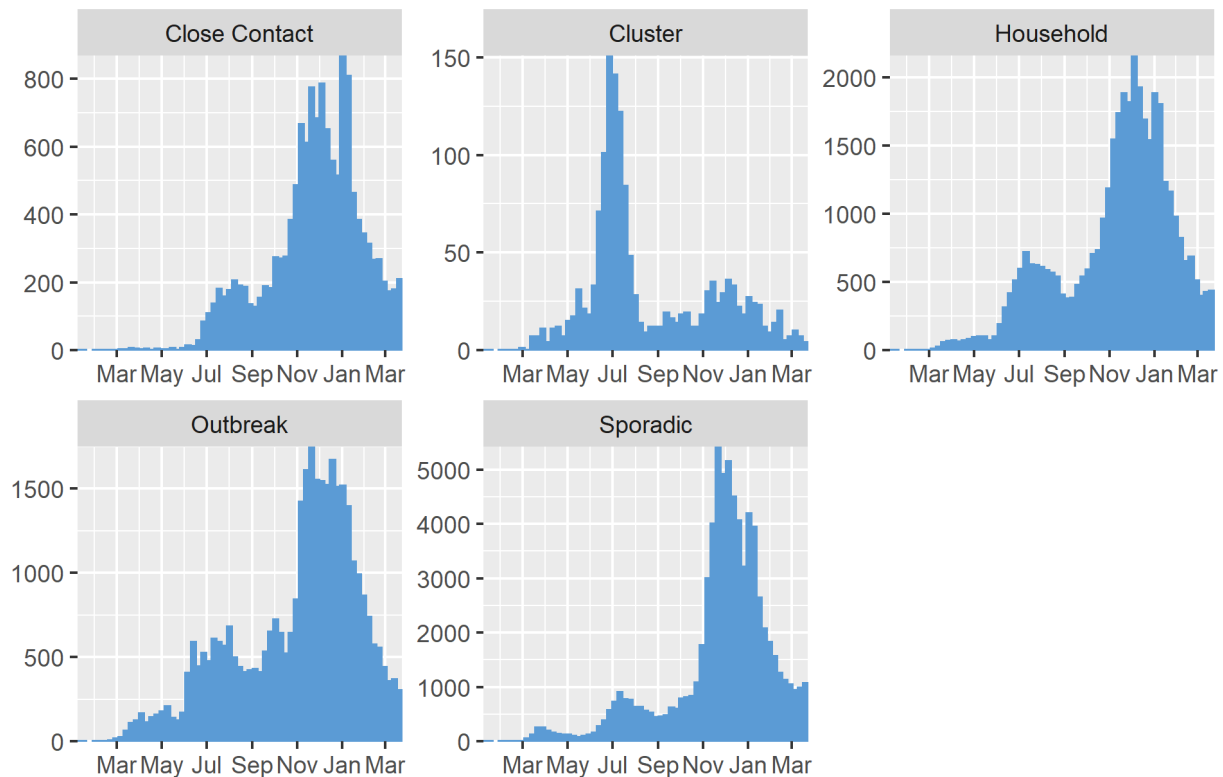 Close Contact
800
600
400
200
0
Mar May Jul Sep Nov Jan Mar
Cluster
150
100
50
0
Mar May Jul Sep Nov Jan Mar
Household
2000
1500
1000
500
0
Mar May Jul Sep Nov Jan Mar
Outbreak
1500
1000
500
0
Mar May Jul Sep Nov Jan Mar
Sporadic
5000
4000
3000
2000
1000
0
Mar May Jul Sep Nov Jan Mar